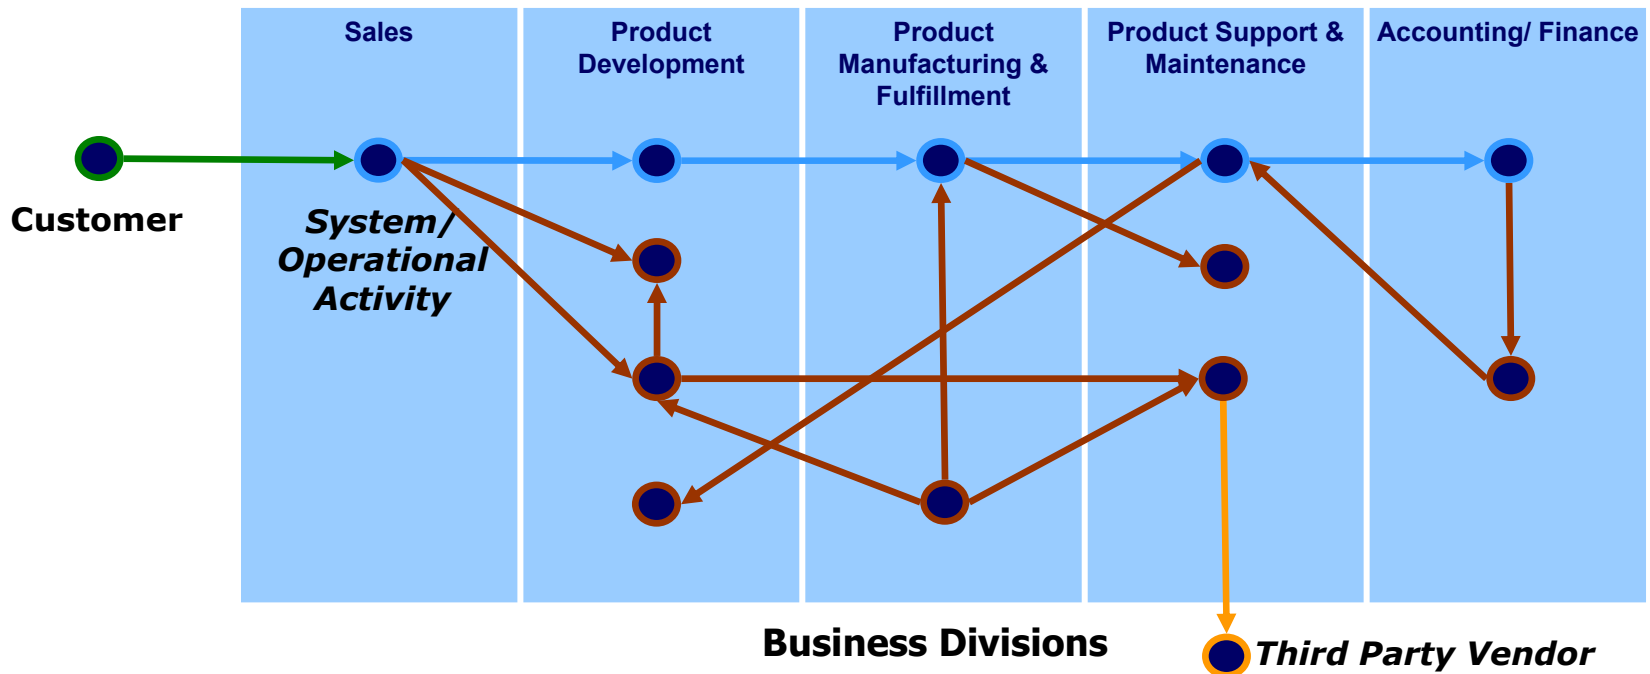 Sales
Product
Development
Product
Manufacturing &
Fulfillment
Product Support &
Maintenance
Accounting/ Finance
Customer
System/
Operational
Activity
Business Divisions
Third Party Vendor